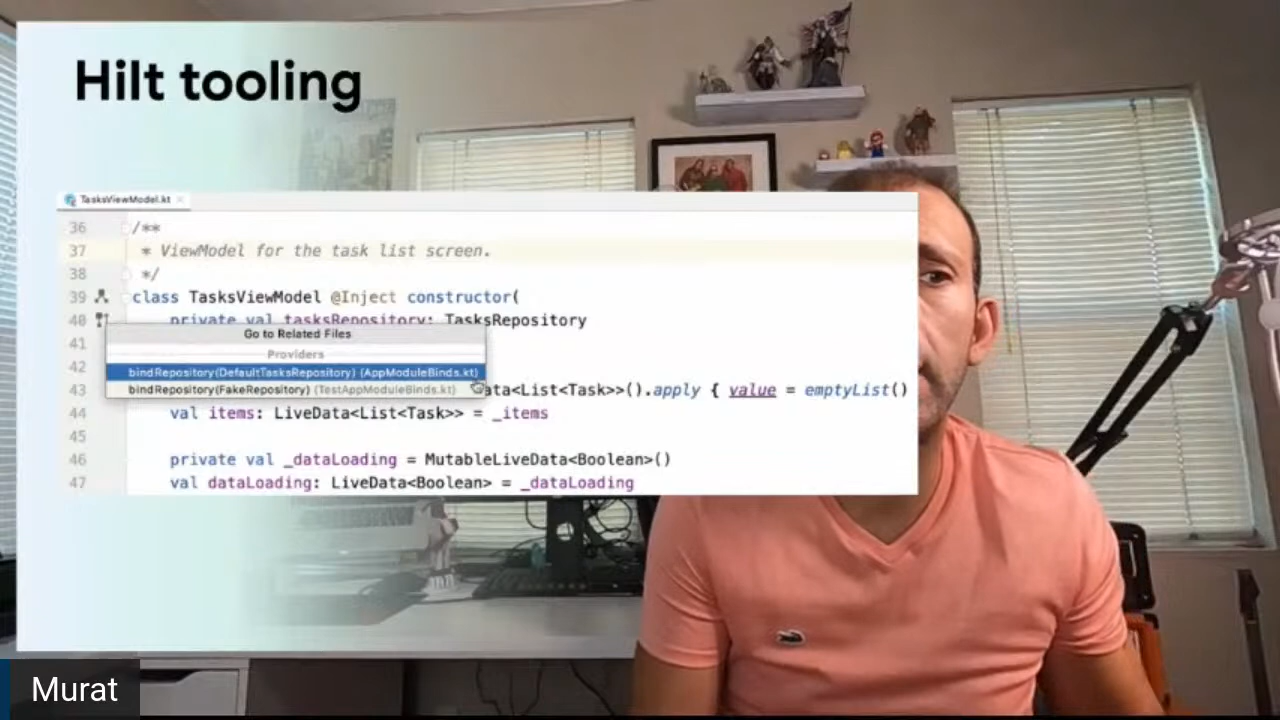 Hilt tooling
TasksViewModel.kt
36 /**
37 * ViewModel for the task list screen.
38 */
39 class TasksViewModel @Inject constructor(
40 private val tasksRepository: TasksRepository
41
Go to Related Files
Providers
42
bindRepository(DefaultTasksRepository) (AppModuleBinds.kt)
bindRepository(FakeRepository) (TestAppModuleBinds.kt)
43 ata<List<Task>>().apply { value = emptyList()
44 val items: LiveData<List<Task>> = _items
45
46 private val _dataLoading = MutableLiveData<Boolean>()
47 val dataLoading: LiveData<Boolean> = _dataLoading
Murat